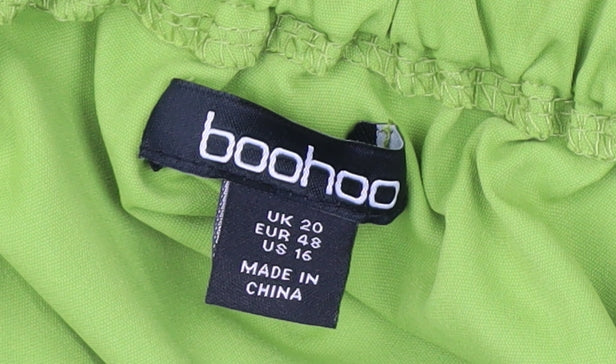 boohoo
UK 20
EUR 48
US 16
MADE IN
CHINA